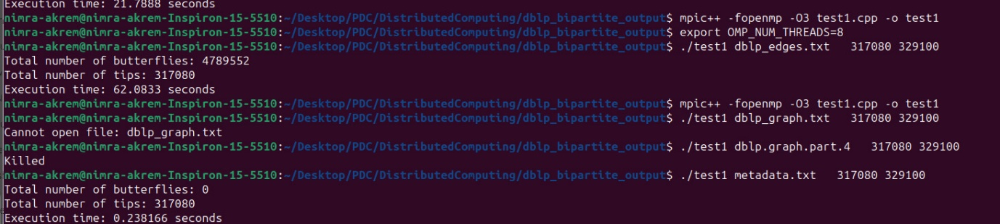 Execution time: 21.7888 seconds
nimra-akrem@nimra-akrem-Inspiron-15-5510:~/Desktop/PDC/DistributedComputing/dblp_bipartite_output$ mpic++ -fopenmp -O3 test1.cpp -o test1
nimra-akrem@nimra-akrem-Inspiron-15-5510:~/Desktop/PDC/DistributedComputing/dblp_bipartite_output$ export OMP_NUM_THREADS=8
nimra-akrem@nimra-akrem-Inspiron-15-5510:~/Desktop/PDC/DistributedComputing/dblp_bipartite_output$ ./test1 dblp_edges.txt   317080 329100
Total number of butterflies: 4789552
Total number of tips: 317080
Execution time: 62.0833 seconds
nimra-akrem@nimra-akrem-Inspiron-15-5510:~/Desktop/PDC/DistributedComputing/dblp_bipartite_output$ mpic++ -fopenmp -O3 test1.cpp -o test1
nimra-akrem@nimra-akrem-Inspiron-15-5510:~/Desktop/PDC/DistributedComputing/dblp_bipartite_output$ ./test1 dblp_graph.txt   317080 329100
Cannot open file: dblp_graph.txt
nimra-akrem@nimra-akrem-Inspiron-15-5510:~/Desktop/PDC/DistributedComputing/dblp_bipartite_output$ ./test1 dblp.graph.part.4   317080 329100
Killed
nimra-akrem@nimra-akrem-Inspiron-15-5510:~/Desktop/PDC/DistributedComputing/dblp_bipartite_output$ ./test1 metadata.txt   317080 329100
Total number of butterflies: 0
Total number of tips: 317080
Execution time: 0.238166 seconds